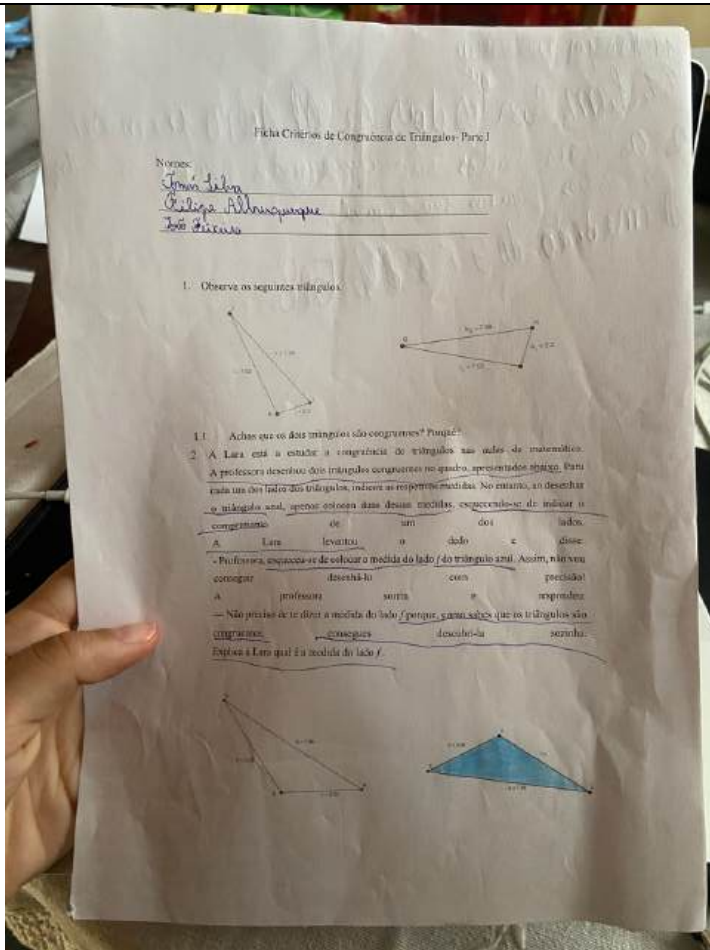 Ficha Critérios de Congruência de Triângulos- Parte I
Nomes:
Tomás Silva
Filipe Albuquerque
João
1. Observa os seguintes triângulos.
1.1. Achas que os dois triângulos são congruentes? Porquê?
2. A Lara está a estudar a congruência de triângulos nas aulas de matemática.
A professora desenhou dois triângulos congruentes no quadro, apresentados abaixo. Para
cada um dos lados dos triângulos, indicou as respetivas medidas. No entanto, ao desenhar
o triângulo azul, apenas colocou duas dessas medidas, esquecendo-se de indicar o
comprimento de um dos lados.
A Lara levantou o dedo e disse:
- Professora, esqueceu-se de colocar a medida do lado f do triângulo azul. Assim, não vou
conseguir desenhá-lo com precisão!
A professora sorriu e respondeu:
— Não preciso de te dizer a medida do lado f porque, como sabes que os triângulos são
congruentes, consegues descobri-la sozinha.
Explica à Lara qual é a medida do lado f.